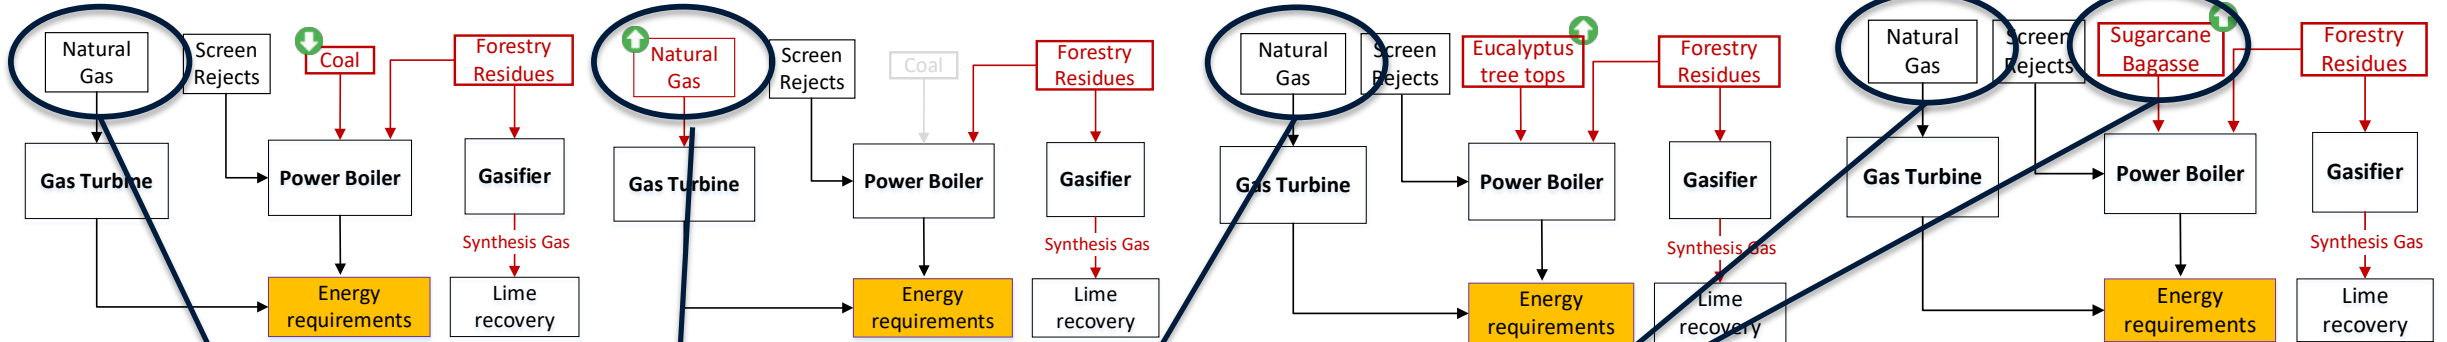 Natural
Gas
Screen
Rejects
Coal
Forestry
Residues
Gas Turbine
Power Boiler
Gasifier
Synthesis Gas
Energy
requirements
Lime
recovery
Natural
Gas
Screen
Rejects
Coal
Forestry
Residues
Gas Turbine
Power Boiler
Gasifier
Synthesis Gas
Energy
requirements
Lime
recovery
Natural
Gas
Screen
Rejects
Eucalyptus
tree tops
Forestry
Residues
Gas Turbine
Power Boiler
Gasifier
Synthesis Gas
Energy
requirements
Lime
recovery
Natural
Gas
Screen
Rejects
Sugarcane
Bagasse
Forestry
Residues
Gas Turbine
Power Boiler
Gasifier
Synthesis Gas
Energy
requirements
Lime
recovery